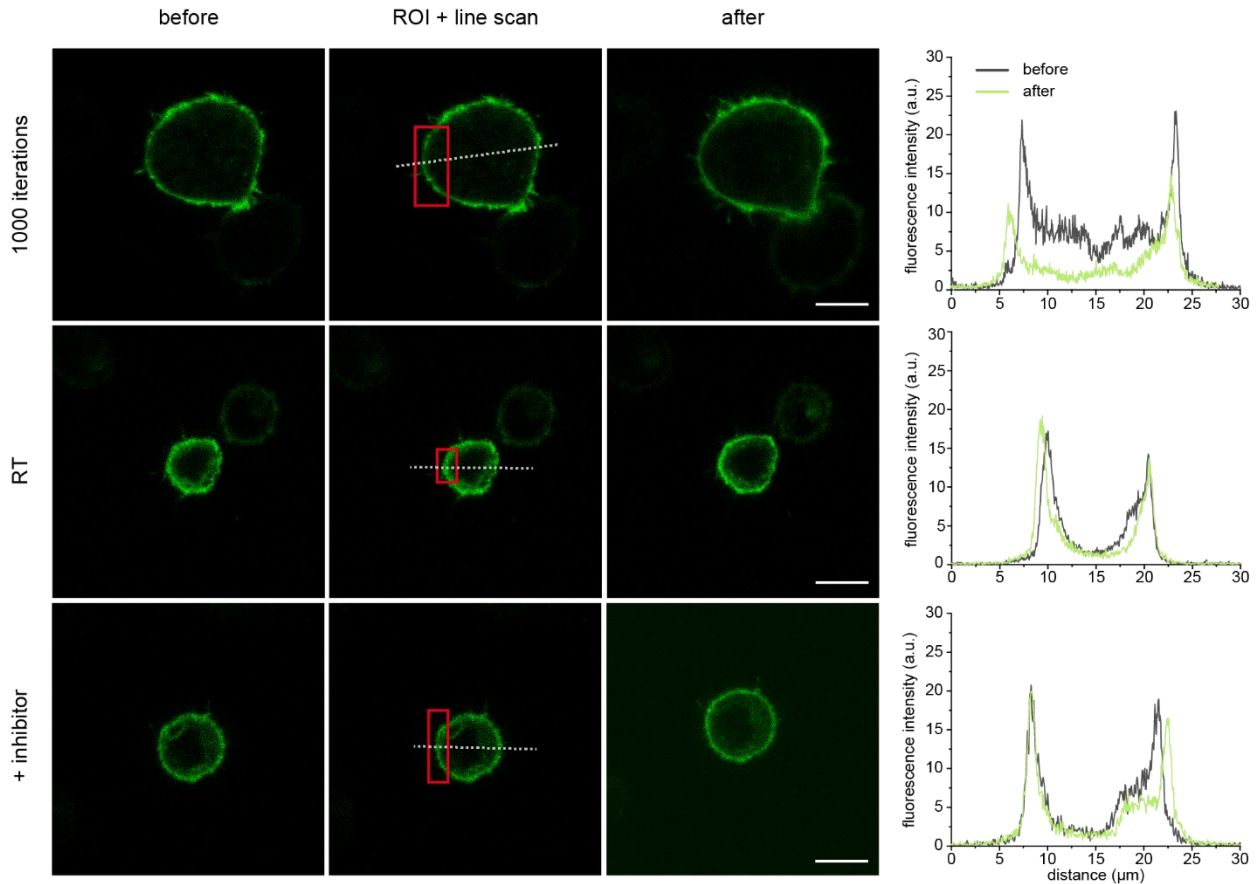 before
ROI + line scan
after
1000 iterations
RT
+ inhibitor
before
after
fluorescence intensity (a.u.)
30
25
20
15
10
5
0
0 5 10 15 20 25 30
fluorescence intensity (a.u.)
30
25
20
15
10
5
0
0 5 10 15 20 25 30
fluorescence intensity (a.u.)
30
25
20
15
10
5
0
0 5 10 15 20 25 30
distance (µm)